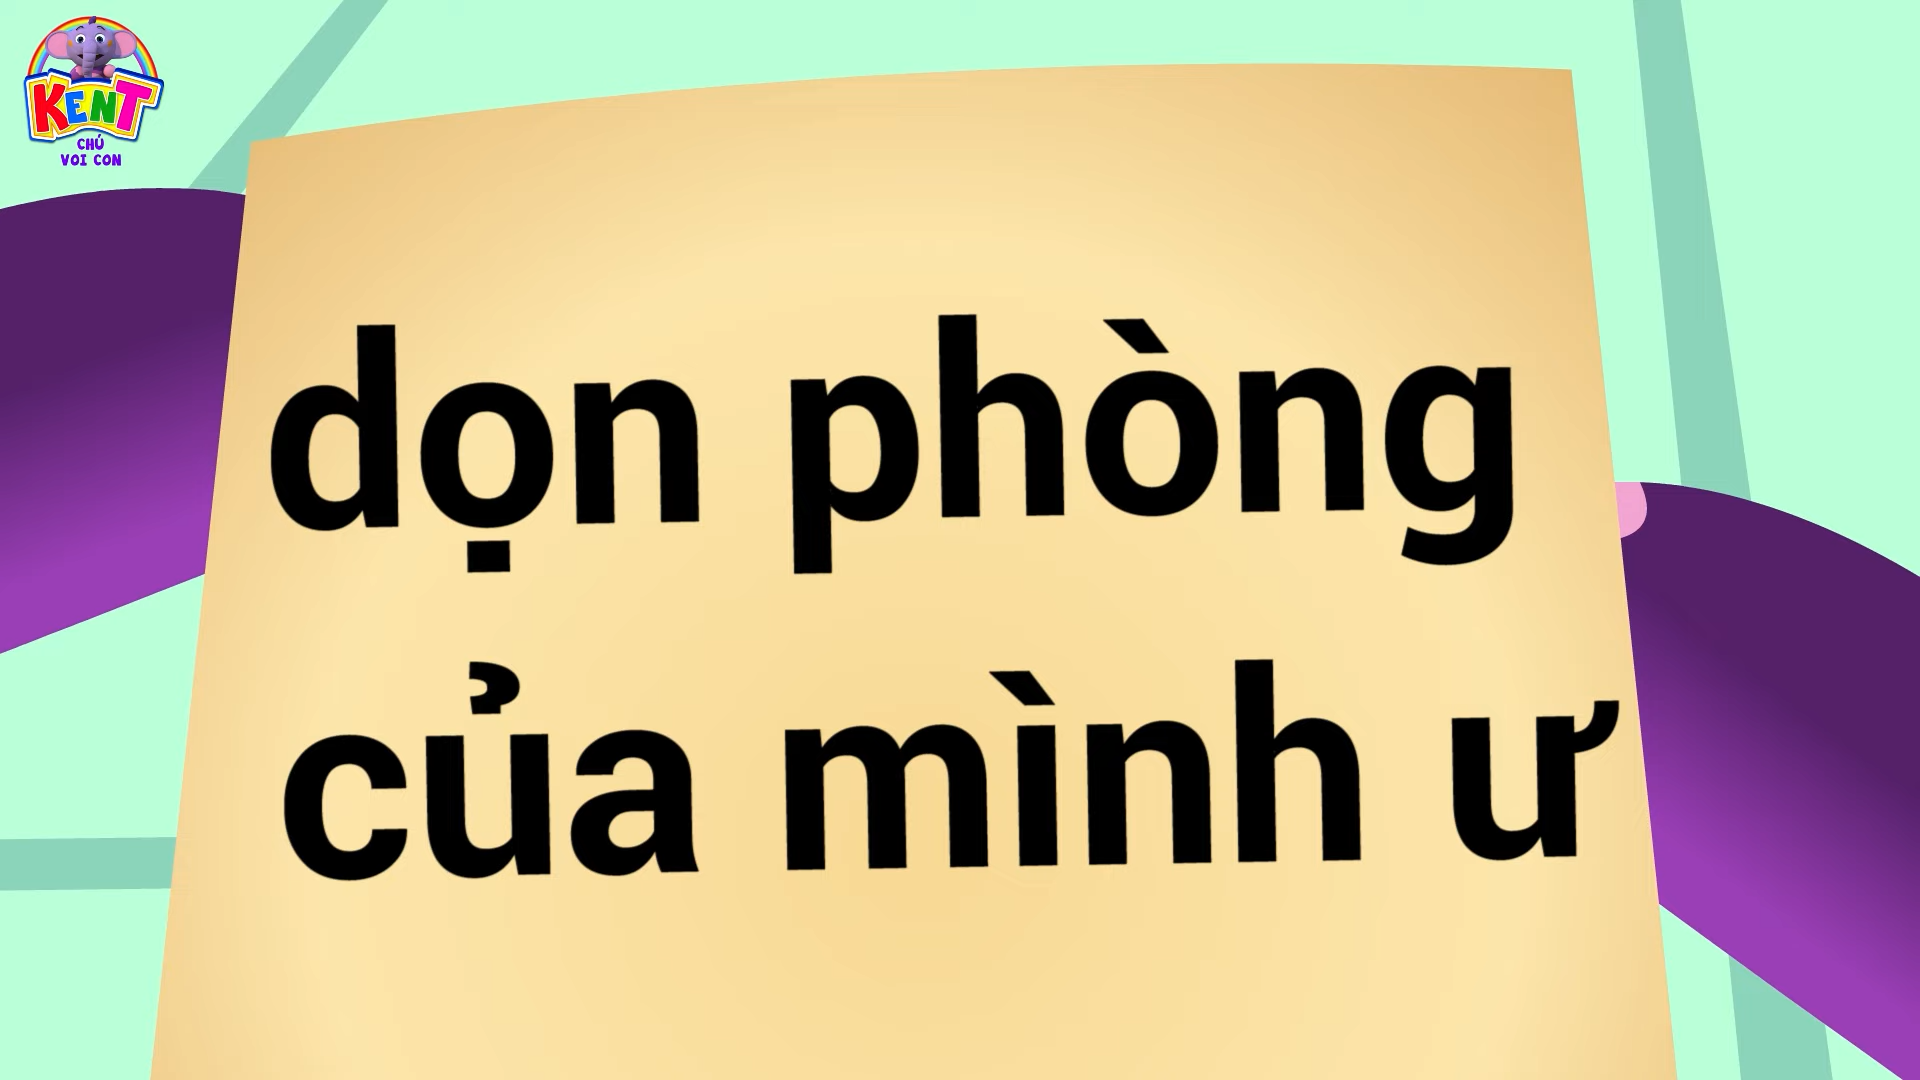 KENT
CHÚ
VOI CON
dọn phòng
của mình ư